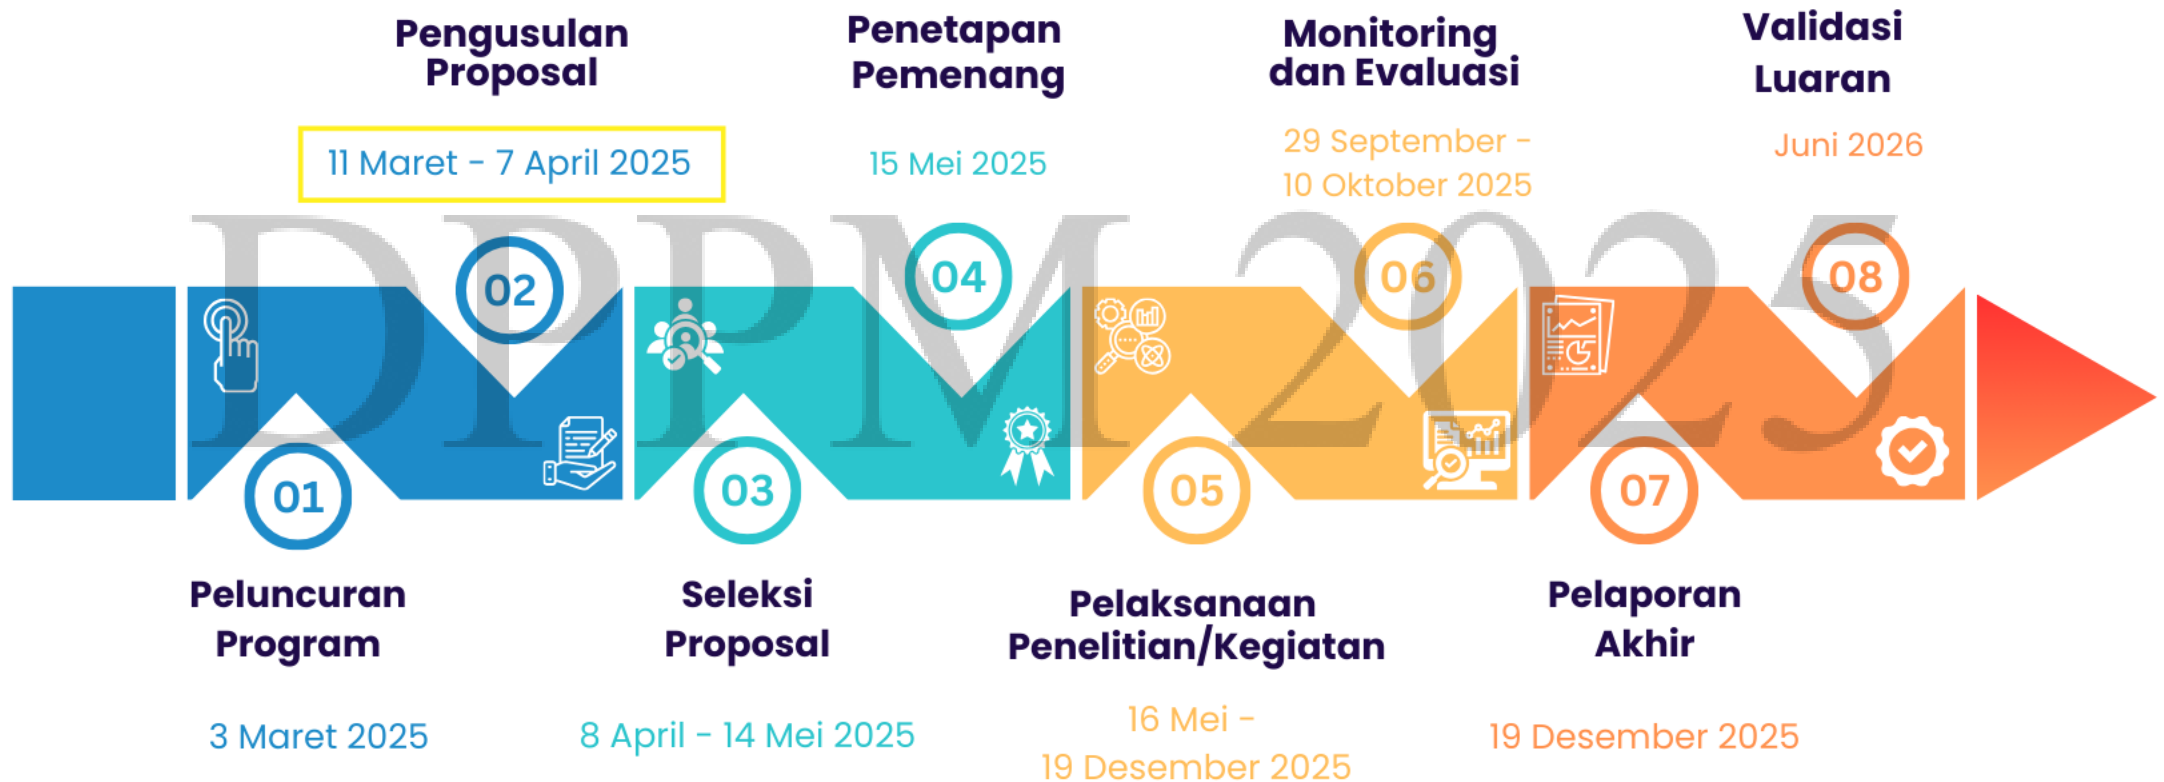 Pengusulan
Proposal
11 Maret - 7 April 2025
Penetapan
Pemenang
15 Mei 2025
Monitoring
dan Evaluasi
29 September -
10 Oktober 2025
Validasi
Luaran
Juni 2026
DPPM 2025
02
04
06
08
01
03
05
07
Peluncuran
Program
3 Maret 2025
Seleksi
Proposal
8 April - 14 Mei 2025
Pelaksanaan
Penelitian/Kegiatan
16 Mei -
19 Desember 2025
Pelaporan
Akhir
19 Desember 2025